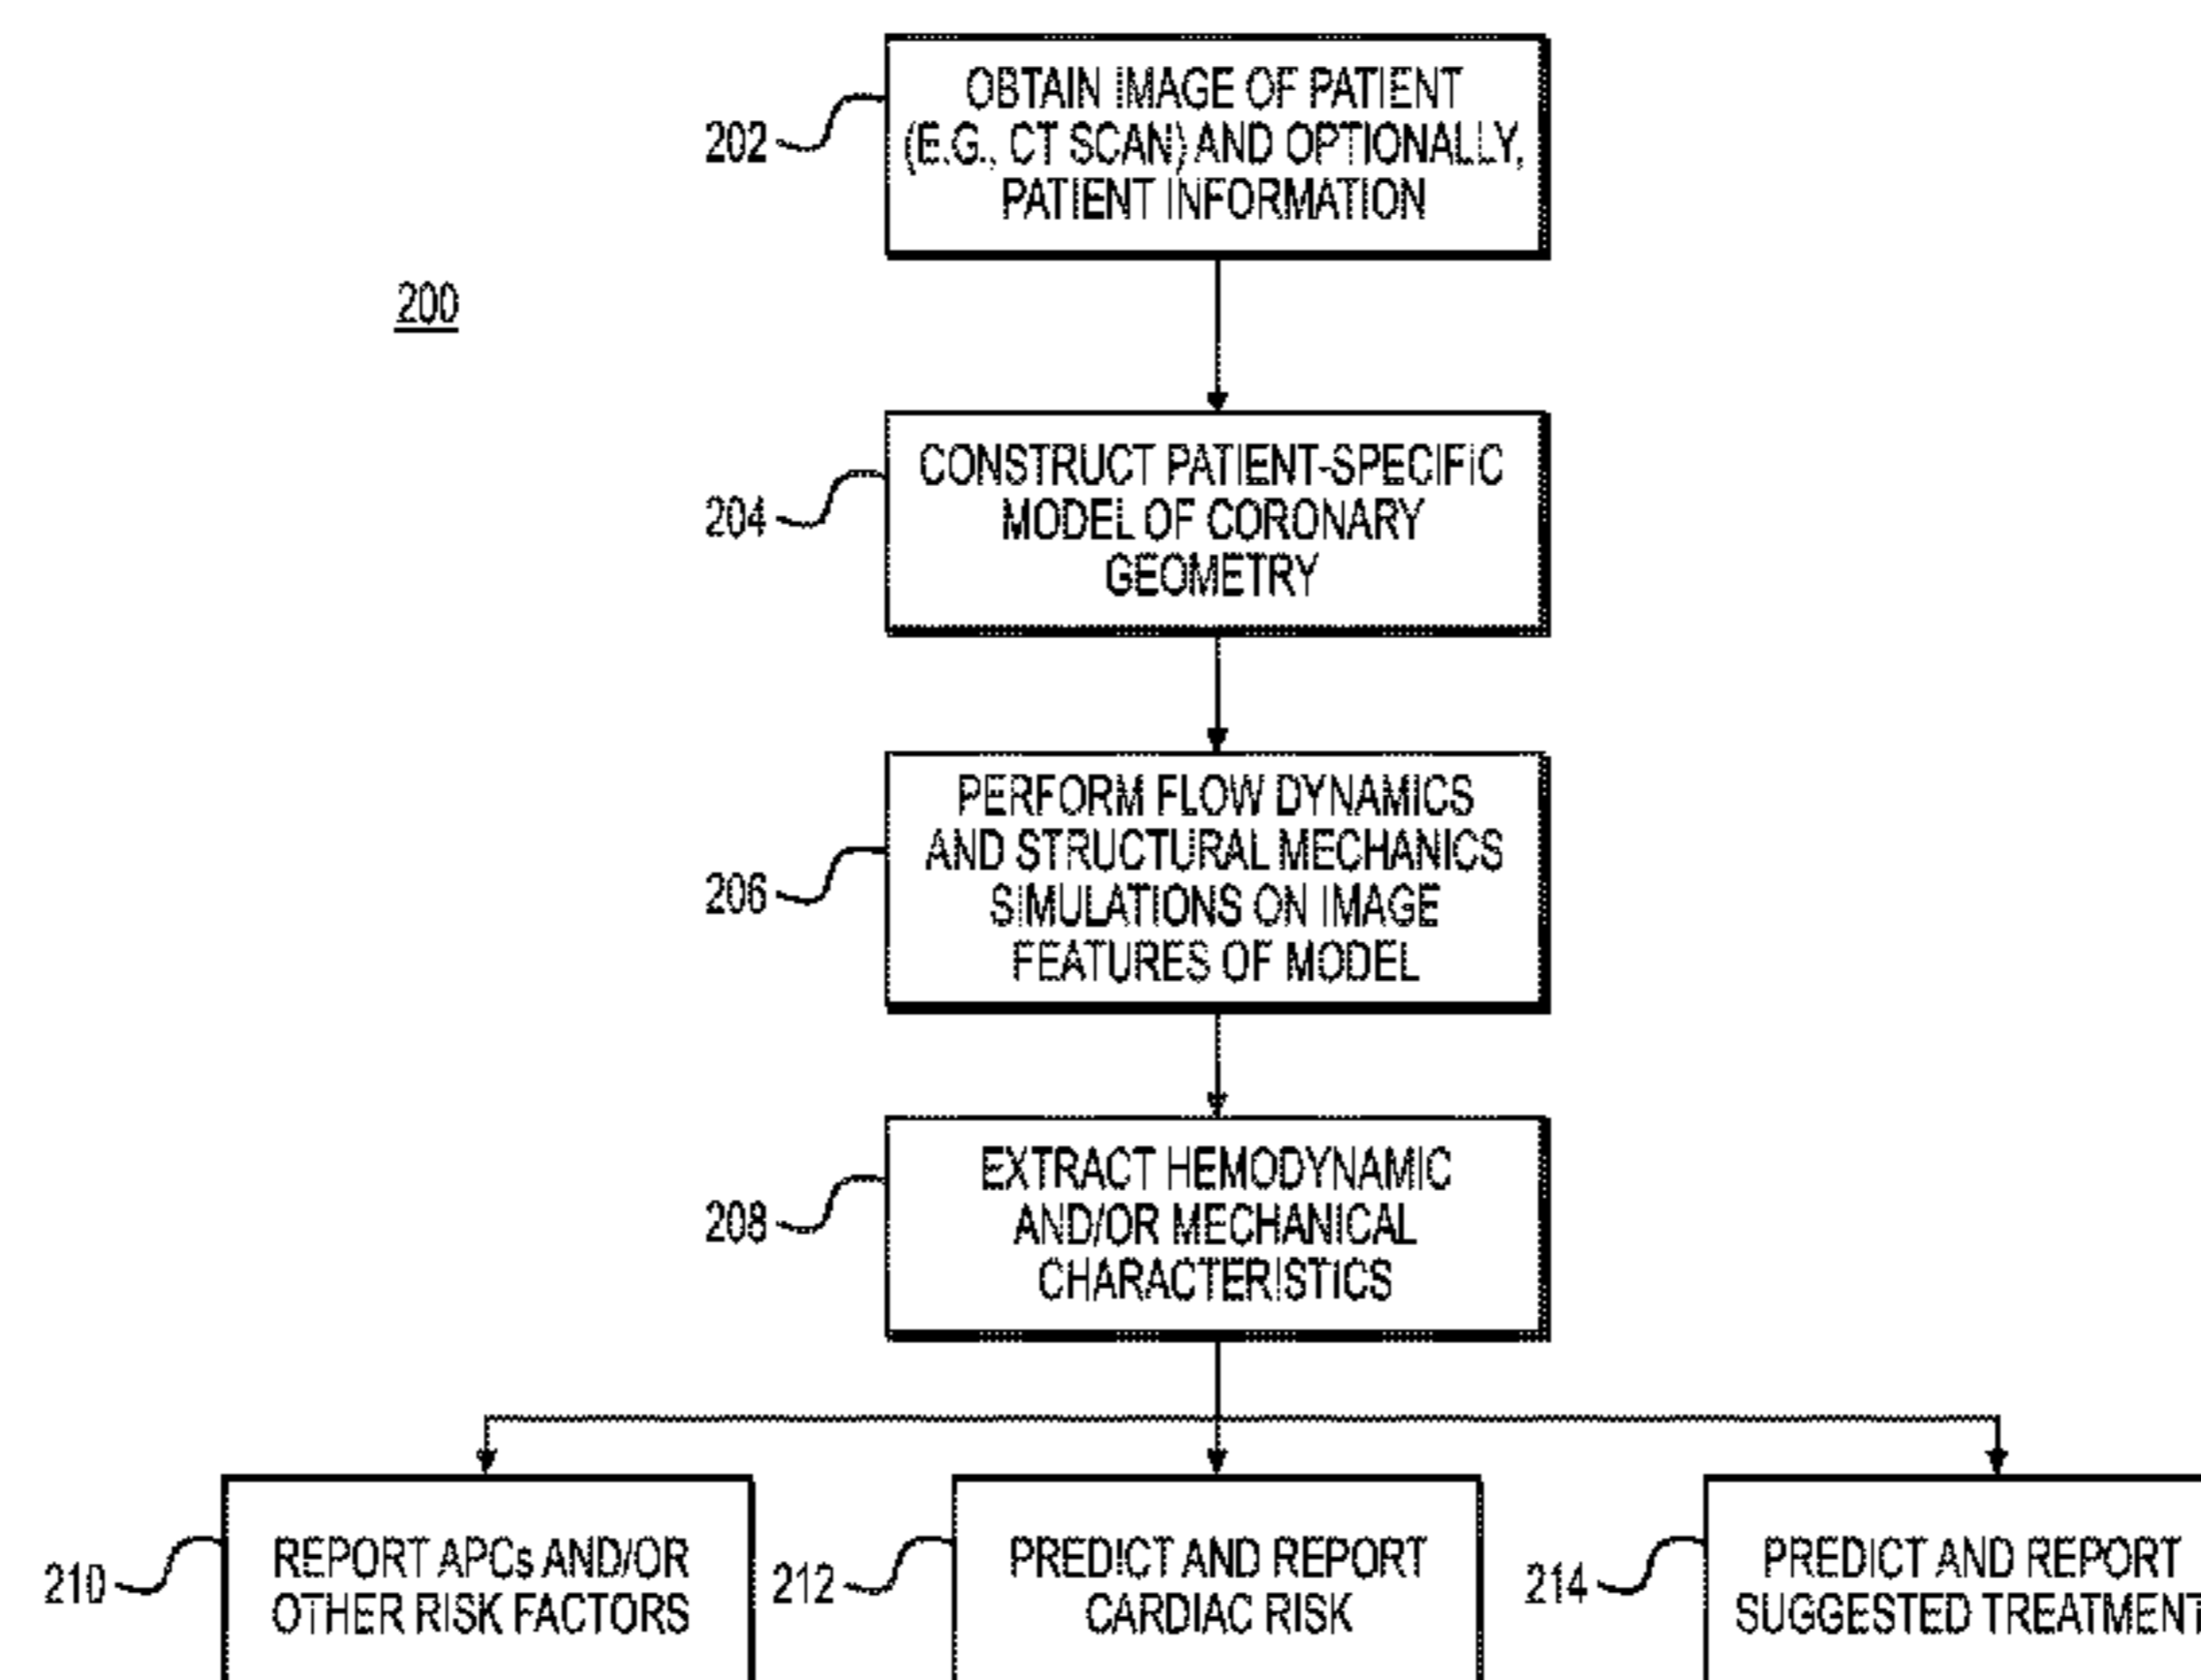 OBTAIN IMAGE OF PATIENT
(E.G., CT SCAN) AND OPTIONALLY,
PATIENT INFORMATION
202
200
CONSTRUCT PATIENT-SPECIFIC
MODEL OF CORONARY
GEOMETRY
204
PERFORM FLOW DYNAMICS
AND STRUCTURAL MECHANICS
SIMULATIONS ON IMAGE
FEATURES OF MODEL
206
EXTRACT HEMODYNAMIC
AND/OR MECHANICAL
CHARACTERISTICS
208
210
REPORT APCs AND/OR
OTHER RISK FACTORS
212
PREDICT AND REPORT
CARDIAC RISK
214
PREDICT AND REPORT
SUGGESTED TREATMENT